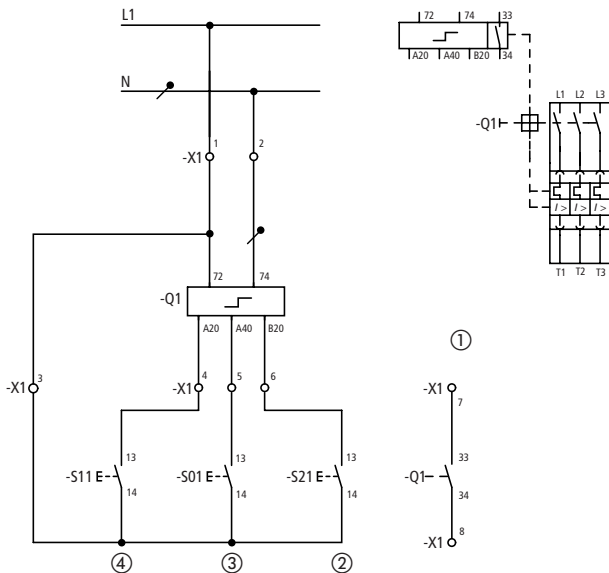 L1
72 74 33
A20 A40 B20 34
N
L1 L2 L3
-Q1
1 2
-X1
I > I > I >
T1 T2 T3
72 74
-Q1
A20 A40 B20
①
3 4 5 6
-X1 -X1 -X1
7
13 13 13 33
-S11 E -S01 E -S21 E -Q1
14 14 14 34
8
-X1
④ ③ ②